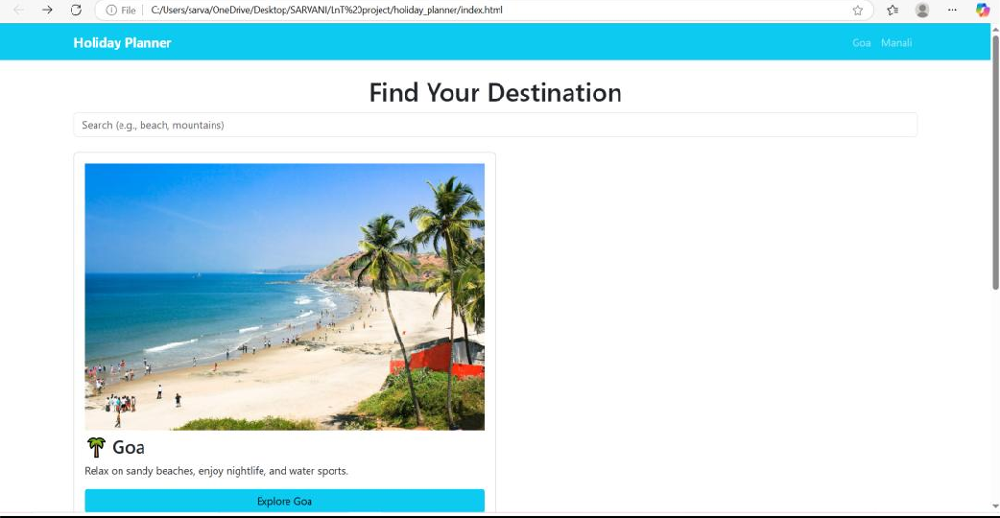 File C:/Users/sarva/OneDrive/Desktop/SARVANI/LnT%20project/holiday_planner/index.html
Holiday Planner Goa Manali
Find Your Destination
Search (e.g., beach, mountains)
Goa
Relax on sandy beaches, enjoy nightlife, and water sports.
Explore Goa